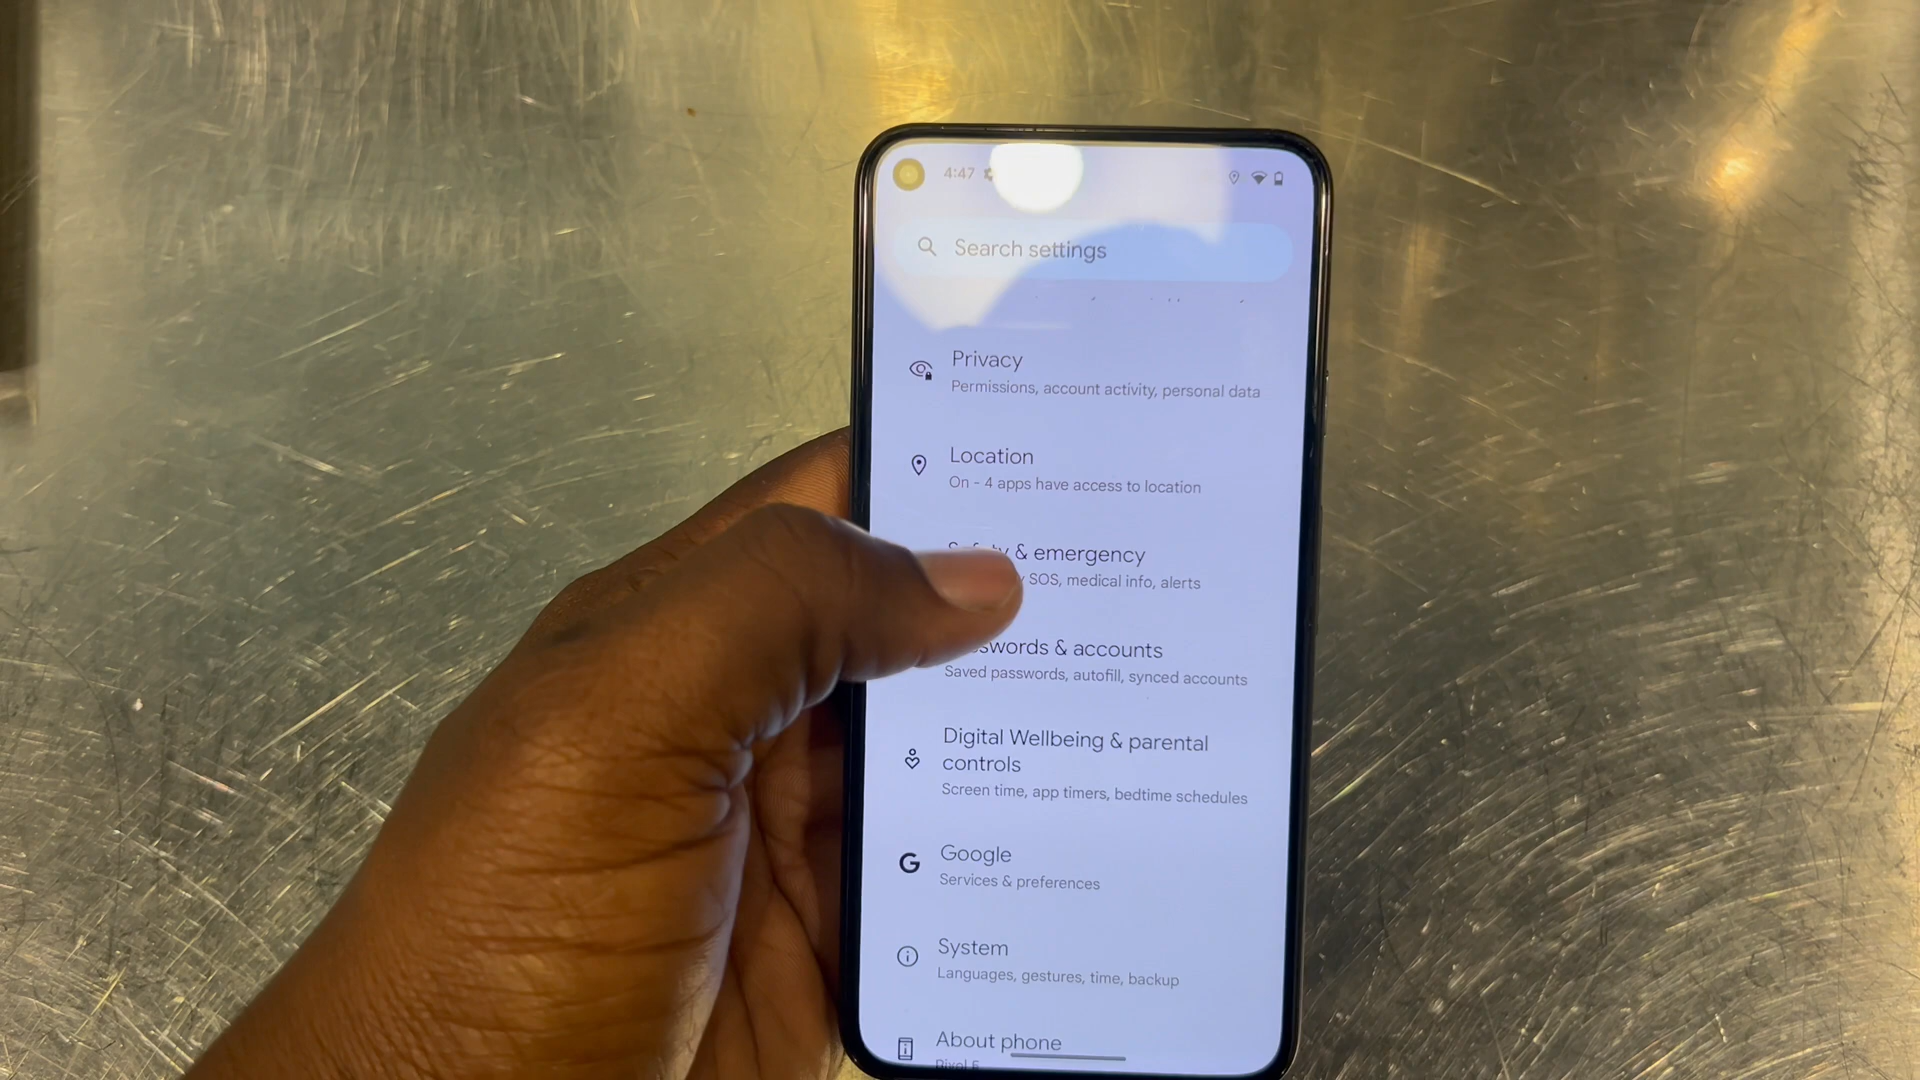 4:47
Search settings
Privacy
Permissions, account activity, personal data
Location
On - 4 apps have access to location
& emergency
SOS, medical info, alerts
& accounts
Saved passwords, autofill, synced accounts
Digital Wellbeing & parental
controls
Screen time, app timers, bedtime schedules
G
Google
Services & preferences
System
Languages, gestures, time, backup
About phone